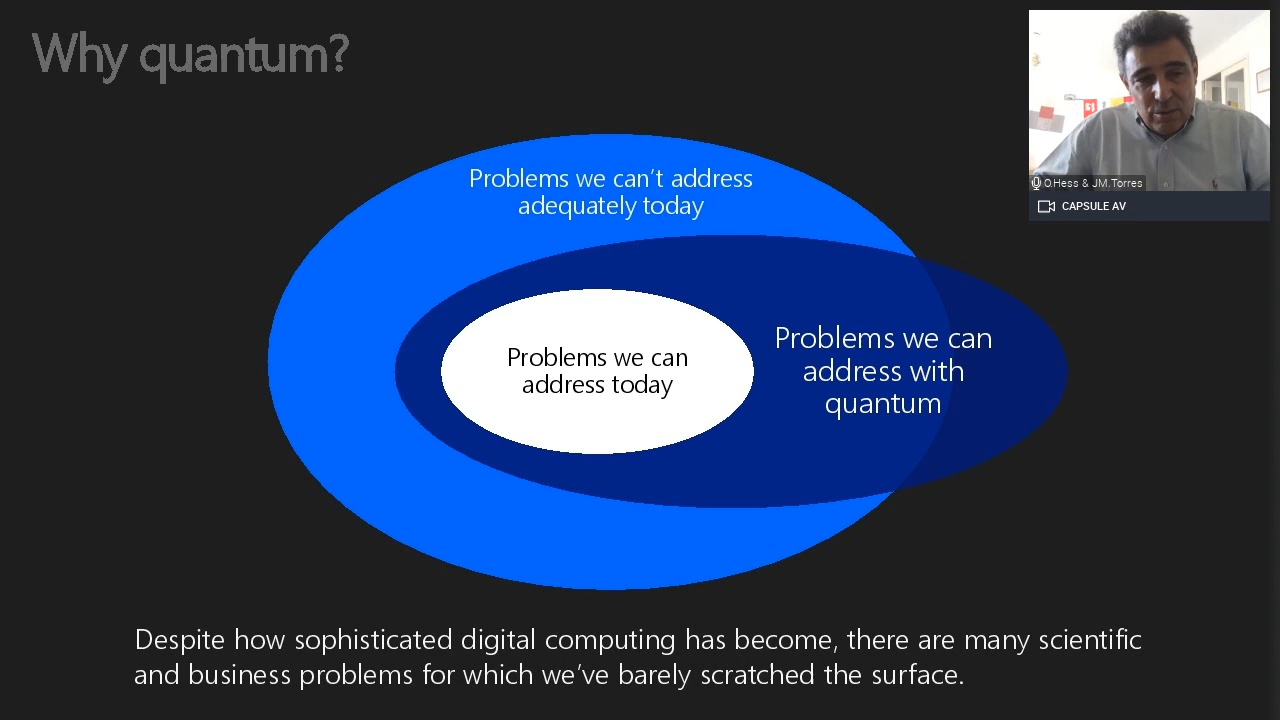 Why quantum?
Problems we can't address
adequately today
Problems we can
address today
Problems we can
address with
quantum
Despite how sophisticated digital computing has become, there are many scientific
and business problems for which we've barely scratched the surface.
O.Hess & J.M.Torres
CAPSULE AV